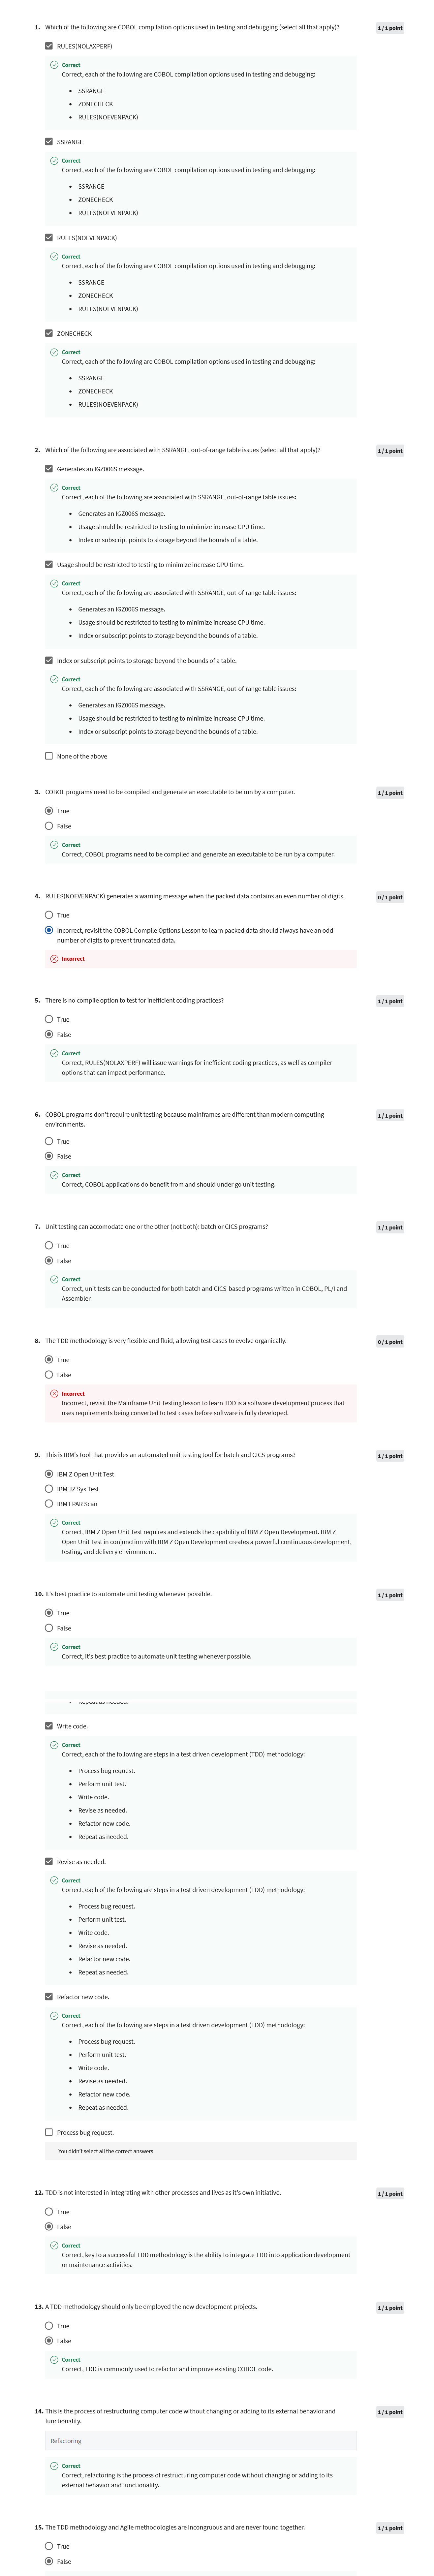 1. Which of the following are COBOL compilation options used in testing and debugging (select all that apply)?
1 / 1 point
RULES(NOLAXPERF)
Correct
Correct, each of the following are COBOL compilation options used in testing and debugging:
• SSRANGE
• ZONECHECK
• RULES(NOEVENPACK)
SSRANGE
Correct
Correct, each of the following are COBOL compilation options used in testing and debugging:
• SSRANGE
• ZONECHECK
• RULES(NOEVENPACK)
RULES(NOEVENPACK)
Correct
Correct, each of the following are COBOL compilation options used in testing and debugging:
• SSRANGE
• ZONECHECK
• RULES(NOEVENPACK)
ZONECHECK
Correct
Correct, each of the following are COBOL compilation options used in testing and debugging:
• SSRANGE
• ZONECHECK
• RULES(NOEVENPACK)
2. Which of the following are associated with SSRANGE, out-of-range table issues (select all that apply)?
1 / 1 point
Generates an IGZ006S message.
Correct
Correct, each of the following are associated with SSRANGE, out-of-range table issues:
• Generates an IGZ006S message.
• Usage should be restricted to testing to minimize increase CPU time.
• Index or subscript points to storage beyond the bounds of a table.
Usage should be restricted to testing to minimize increase CPU time.
Correct
Correct, each of the following are associated with SSRANGE, out-of-range table issues:
• Generates an IGZ006S message.
• Usage should be restricted to testing to minimize increase CPU time.
• Index or subscript points to storage beyond the bounds of a table.
Index or subscript points to storage beyond the bounds of a table.
Correct
Correct, each of the following are associated with SSRANGE, out-of-range table issues:
• Generates an IGZ006S message.
• Usage should be restricted to testing to minimize increase CPU time.
• Index or subscript points to storage beyond the bounds of a table.
None of the above
3. COBOL programs need to be compiled and generate an executable to be run by a computer.
1 / 1 point
True
False
Correct
Correct, COBOL programs need to be compiled and generate an executable to be run by a computer.
4. RULES(NOEVENPACK) generates a warning message when the packed data contains an even number of digits.
0 / 1 point
True
Incorrect, revisit the COBOL Compile Options Lesson to learn packed data should always have an odd
number of digits to prevent truncated data.
Incorrect
5. There is no compile option to test for inefficient coding practices?
1 / 1 point
True
False
Correct
Correct, RULES(NOLAXPERF) will issue warnings for inefficient coding practices, as well as compiler
options that can impact performance.
6. COBOL programs don't require unit testing because mainframes are different than modern computing
environments.
1 / 1 point
True
False
Correct
Correct, COBOL applications do benefit from and should under go unit testing.
7. Unit testing can accomodate one or the other (not both): batch or CICS programs?
1 / 1 point
True
False
Correct
Correct, unit tests can be conducted for both batch and CICS-based programs written in COBOL, PL/I and
Assembler.
8. The TDD methodology is very flexible and fluid, allowing test cases to evolve organically.
0 / 1 point
True
False
Incorrect
Incorrect, revisit the Mainframe Unit Testing lesson to learn TDD is a software development process that
uses requirements being converted to test cases before software is fully developed.
9. This is IBM's tool that provides an automated unit testing tool for batch and CICS programs?
1 / 1 point
IBM Z Open Unit Test
IBM JZ Sys Test
IBM LPAR Scan
Correct
Correct, IBM Z Open Unit Test requires and extends the capability of IBM Z Open Development. IBM Z
Open Unit Test in conjunction with IBM Z Open Development creates a powerful continuous development,
testing, and delivery environment.
10. It's best practice to automate unit testing whenever possible.
1 / 1 point
True
False
Correct
Correct, it's best practice to automate unit testing whenever possible.
Write code.
Correct
Correct, each of the following are steps in a test driven development (TDD) methodology:
• Process bug request.
• Perform unit test.
• Write code.
• Revise as needed.
• Refactor new code.
• Repeat as needed.
Revise as needed.
Correct
Correct, each of the following are steps in a test driven development (TDD) methodology:
• Process bug request.
• Perform unit test.
• Write code.
• Revise as needed.
• Refactor new code.
• Repeat as needed.
Refactor new code.
Correct
Correct, each of the following are steps in a test driven development (TDD) methodology:
• Process bug request.
• Perform unit test.
• Write code.
• Revise as needed.
• Refactor new code.
• Repeat as needed.
Process bug request.
You didn't select all the correct answers
12. TDD is not interested in integrating with other processes and lives as it's own initiative.
1 / 1 point
True
False
Correct
Correct, key to a successful TDD methodology is the ability to integrate TDD into application development
or maintenance activities.
13. A TDD methodology should only be employed the new development projects.
1 / 1 point
True
False
Correct
Correct, TDD is commonly used to refactor and improve existing COBOL code.
14. This is the process of restructuring computer code without changing or adding to its external behavior and
functionality.
1 / 1 point
Refactoring
Correct
Correct, refactoring is the process of restructuring computer code without changing or adding to its
external behavior and functionality.
15. The TDD methodology and Agile methodologies are incongruous and are never found together.
1 / 1 point
True
False